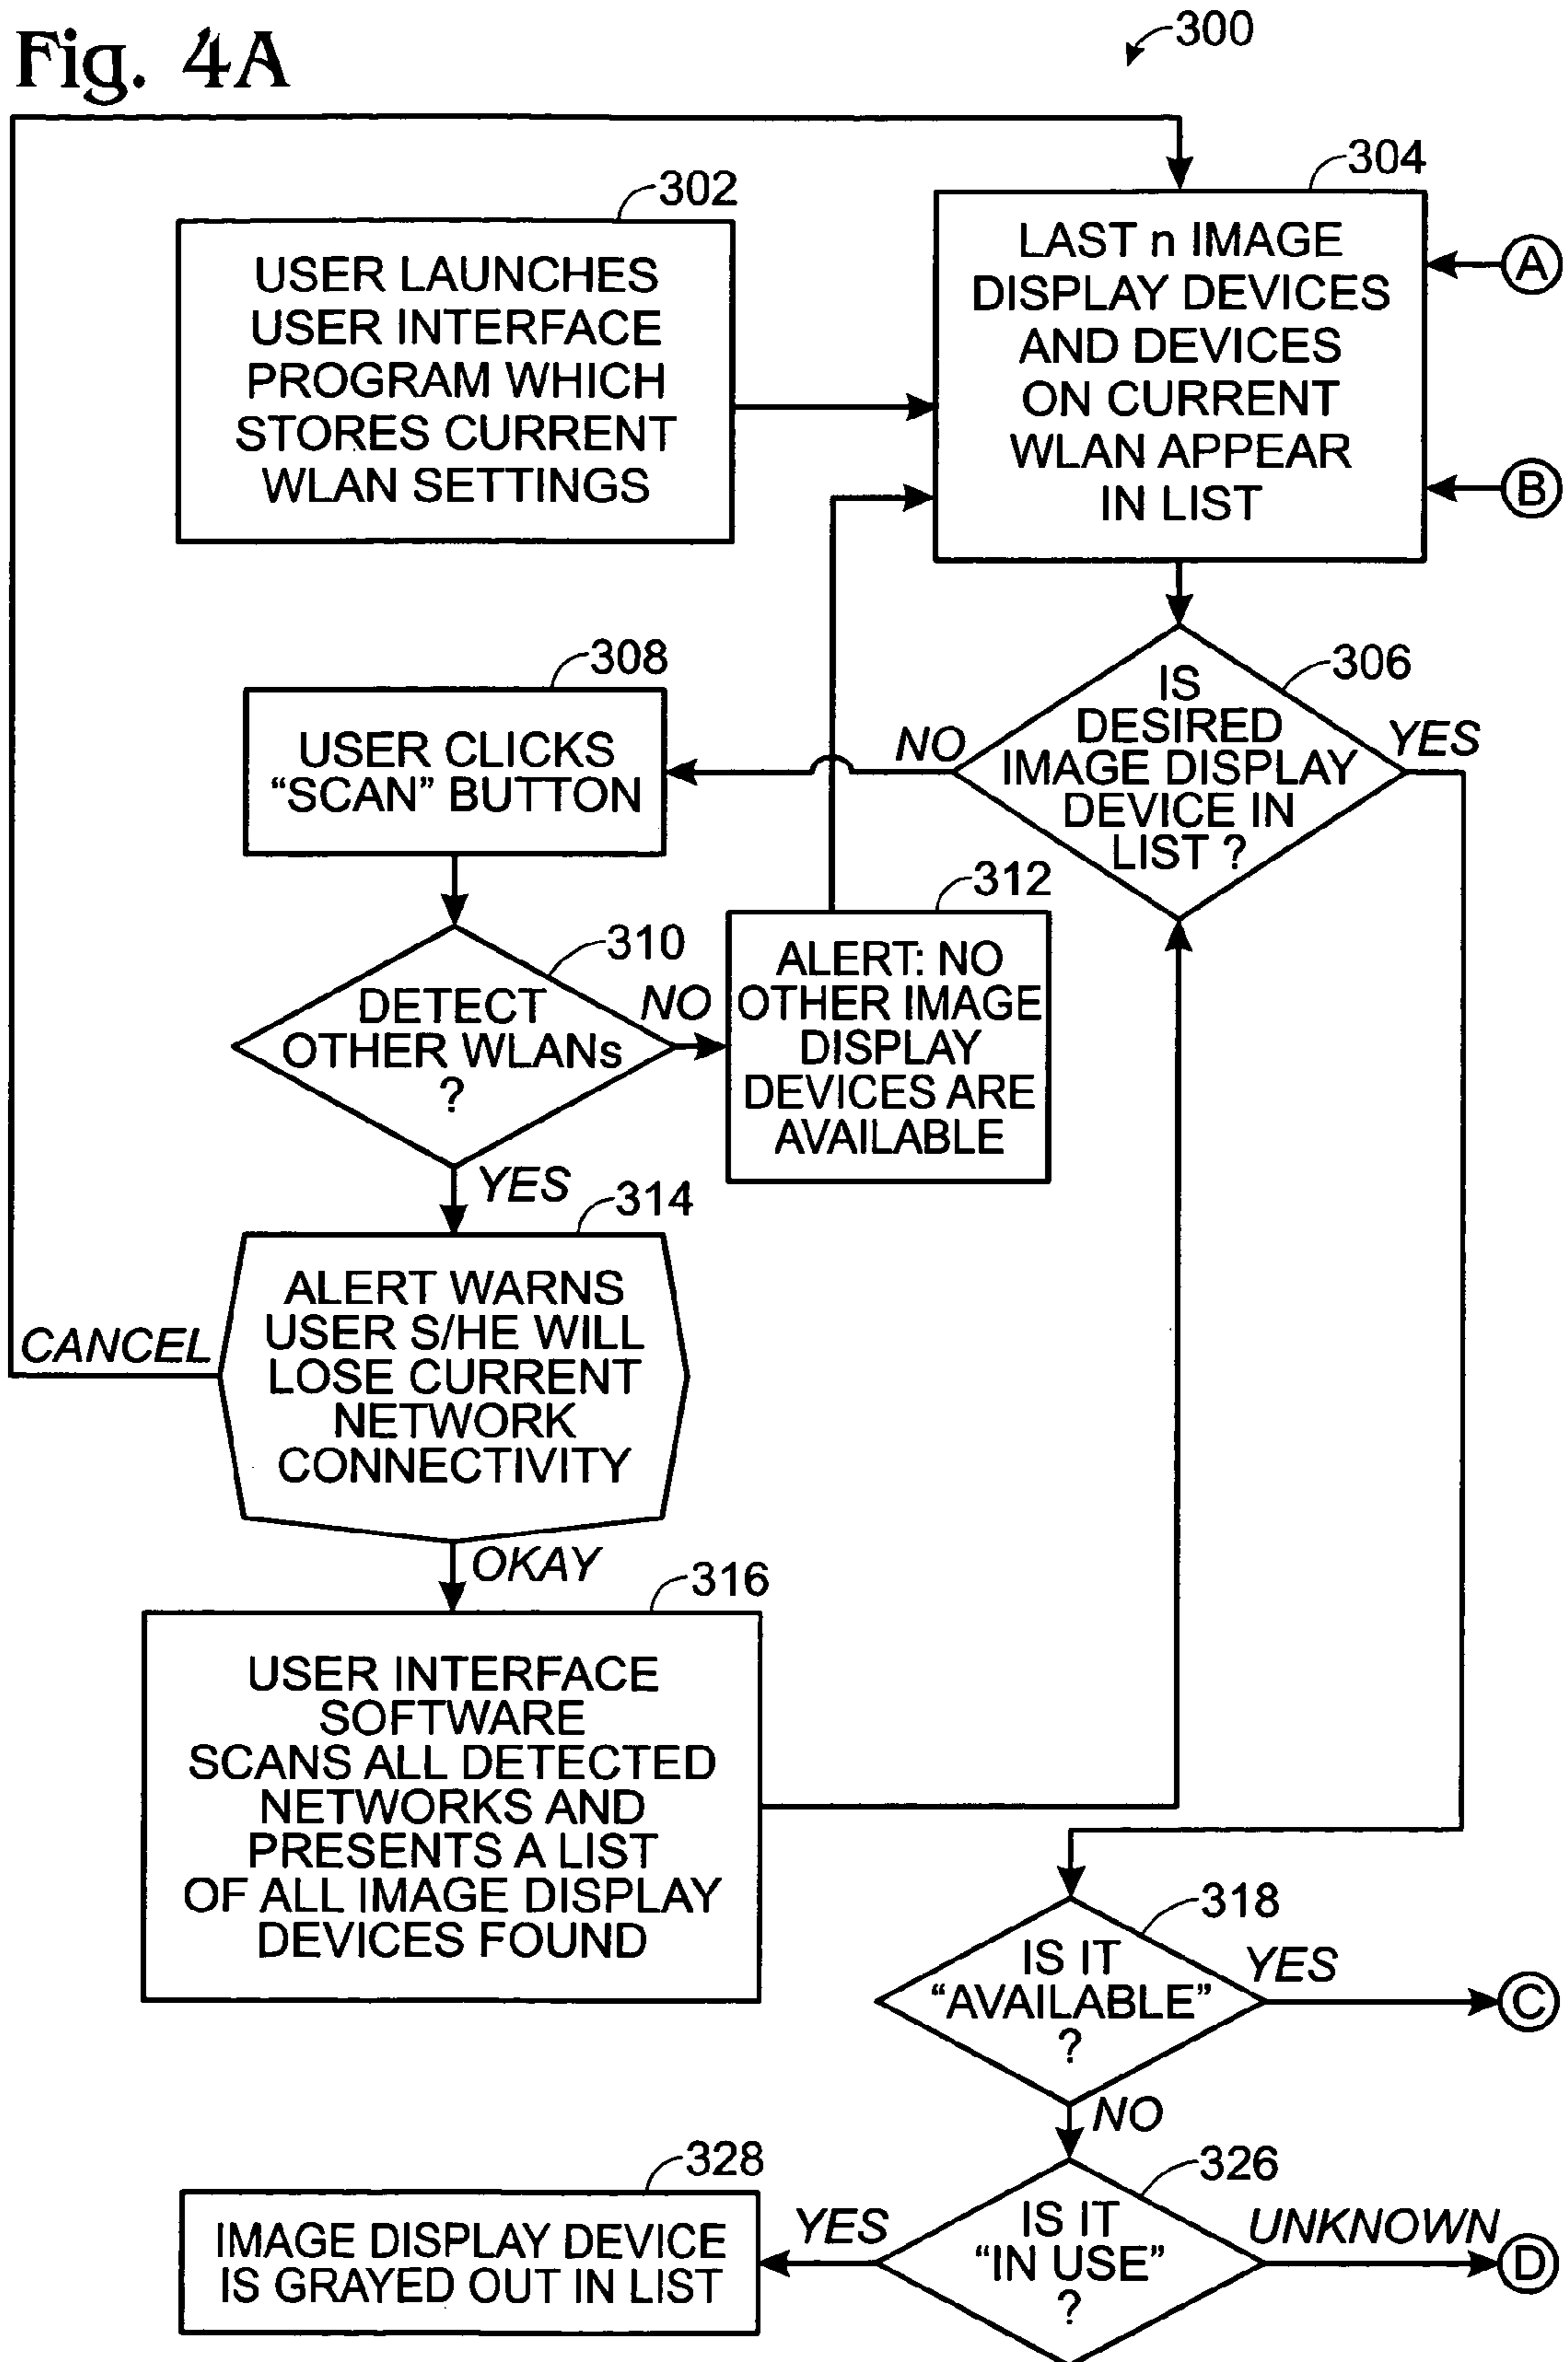 Fig. 4A
300
304
302
USER LAUNCHES
USER INTERFACE
PROGRAM WHICH
STORES CURRENT
WLAN SETTINGS
LAST n IMAGE
DISPLAY DEVICES
AND DEVICES
ON CURRENT
WLAN APPEAR
IN LIST
A
B
306
IS
DESIRED
IMAGE DISPLAY
DEVICE IN
LIST ?
NO
YES
308
USER CLICKS
“SCAN” BUTTON
310
DETECT
OTHER WLANs
?
NO
312
ALERT: NO
OTHER IMAGE
DISPLAY
DEVICES ARE
AVAILABLE
YES
314
ALERT WARNS
USER S/HE WILL
LOSE CURRENT
NETWORK
CONNECTIVITY
CANCEL
OKAY
316
USER INTERFACE
SOFTWARE
SCANS ALL DETECTED
NETWORKS AND
PRESENTS A LIST
OF ALL IMAGE DISPLAY
DEVICES FOUND
318
IS IT
“AVAILABLE”
?
YES
C
NO
326
IS IT
“IN USE”
?
UNKNOWN
D
YES
328
IMAGE DISPLAY DEVICE
IS GRAYED OUT IN LIST